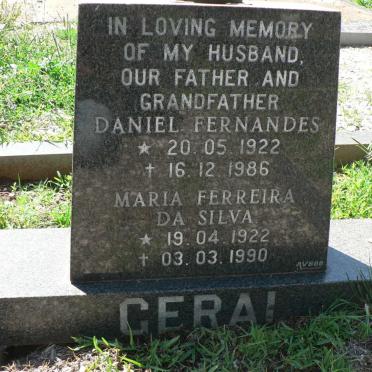 IN LOVING MEMORY
OF MY HUSBAND,
OUR FATHER AND
GRANDFATHER
DANIEL FERNANDES
★ 20.05.1922
† 16.12.1986
MARIA FERREIRA
DA SILVA
★ 19.04.1922
† 03.03.1990